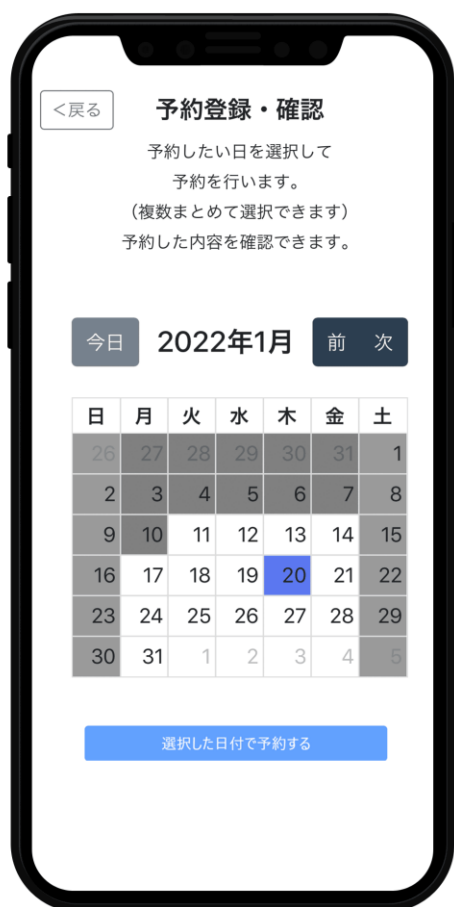 ＜戻る
予約登録・確認
予約したい日を選択して
予約を行います。
（複数まとめて選択できます）
予約した内容を確認できます。
今日 2022年1月 前 次
日 月 火 水 木 金 土
26 27 28 29 30 31 1
2 3 4 5 6 7 8
9 10 11 12 13 14 15
16 17 18 19 20 21 22
23 24 25 26 27 28 29
30 31 1 2 3 4 5
選択した日付で予約する